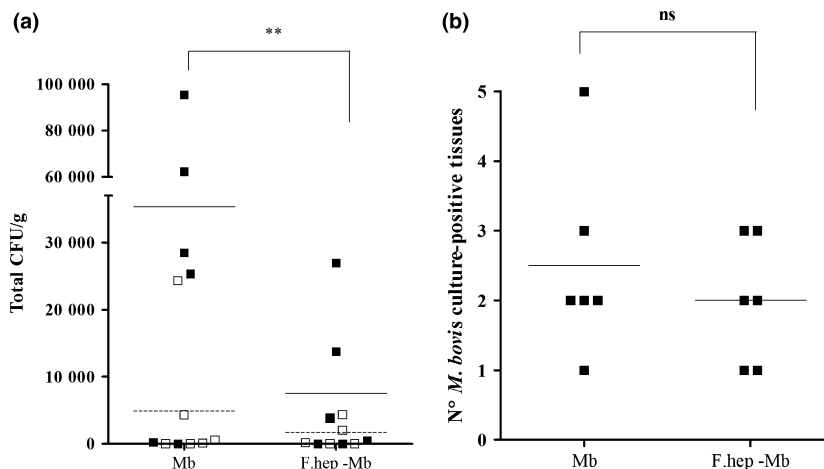 (a)
**
100 000
80 000
60 000
30 000
20 000
10 000
0
Total CFU/g
Mb
F.hep -Mb
(b)
ns
5
4
3
2
1
0
N° M. bovis culture-positive tissues
Mb
F.hep -Mb